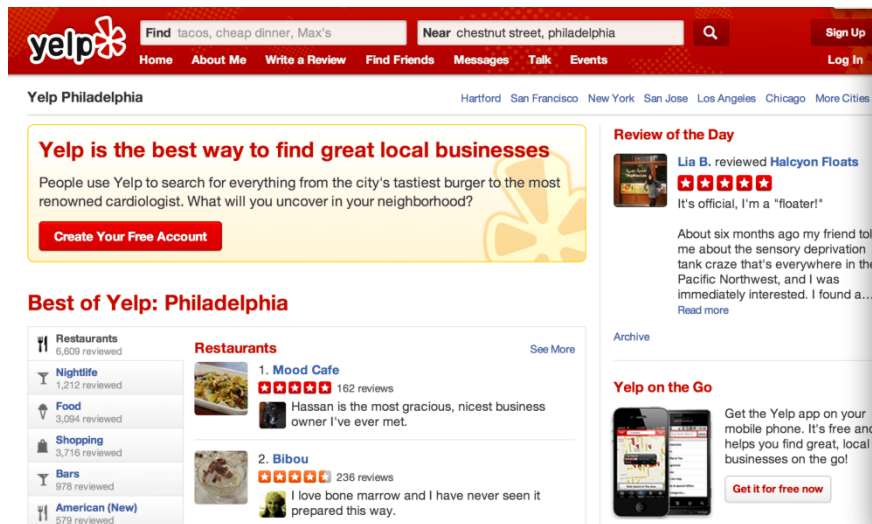 yelp
Find tacos, cheap dinner, Max's
Near chestnut street, philadelphia
Sign Up
Home About Me Write a Review Find Friends Messages Talk Events
Log In
Yelp Philadelphia
Hartford San Francisco New York San Jose Los Angeles Chicago More Cities
Yelp is the best way to find great local businesses
People use Yelp to search for everything from the city's tastiest burger to the most
renowned cardiologist. What will you uncover in your neighborhood?
Create Your Free Account
Review of the Day
Lia B. reviewed Halcyon Floats
It's official, I'm a "floater!"
About six months ago my friend tol
me about the sensory deprivation
tank craze that's everywhere in the
Pacific Northwest, and I was
immediately interested. I found a...
Read more
Archive
Best of Yelp: Philadelphia
Restaurants
6,609 reviewed
Nightlife
1,212 reviewed
Food
3,094 reviewed
Shopping
3,716 reviewed
Bars
978 reviewed
American (New)
579 reviewed
Restaurants
See More
1. Mood Cafe
162 reviews
Hassan is the most gracious, nicest business
owner I've ever met.
2. Bibou
236 reviews
I love bone marrow and I have never seen it
prepared this way.
Yelp on the Go
Get the Yelp app on your
mobile phone. It's free and
helps you find great, local
businesses on the go!
Get it for free now